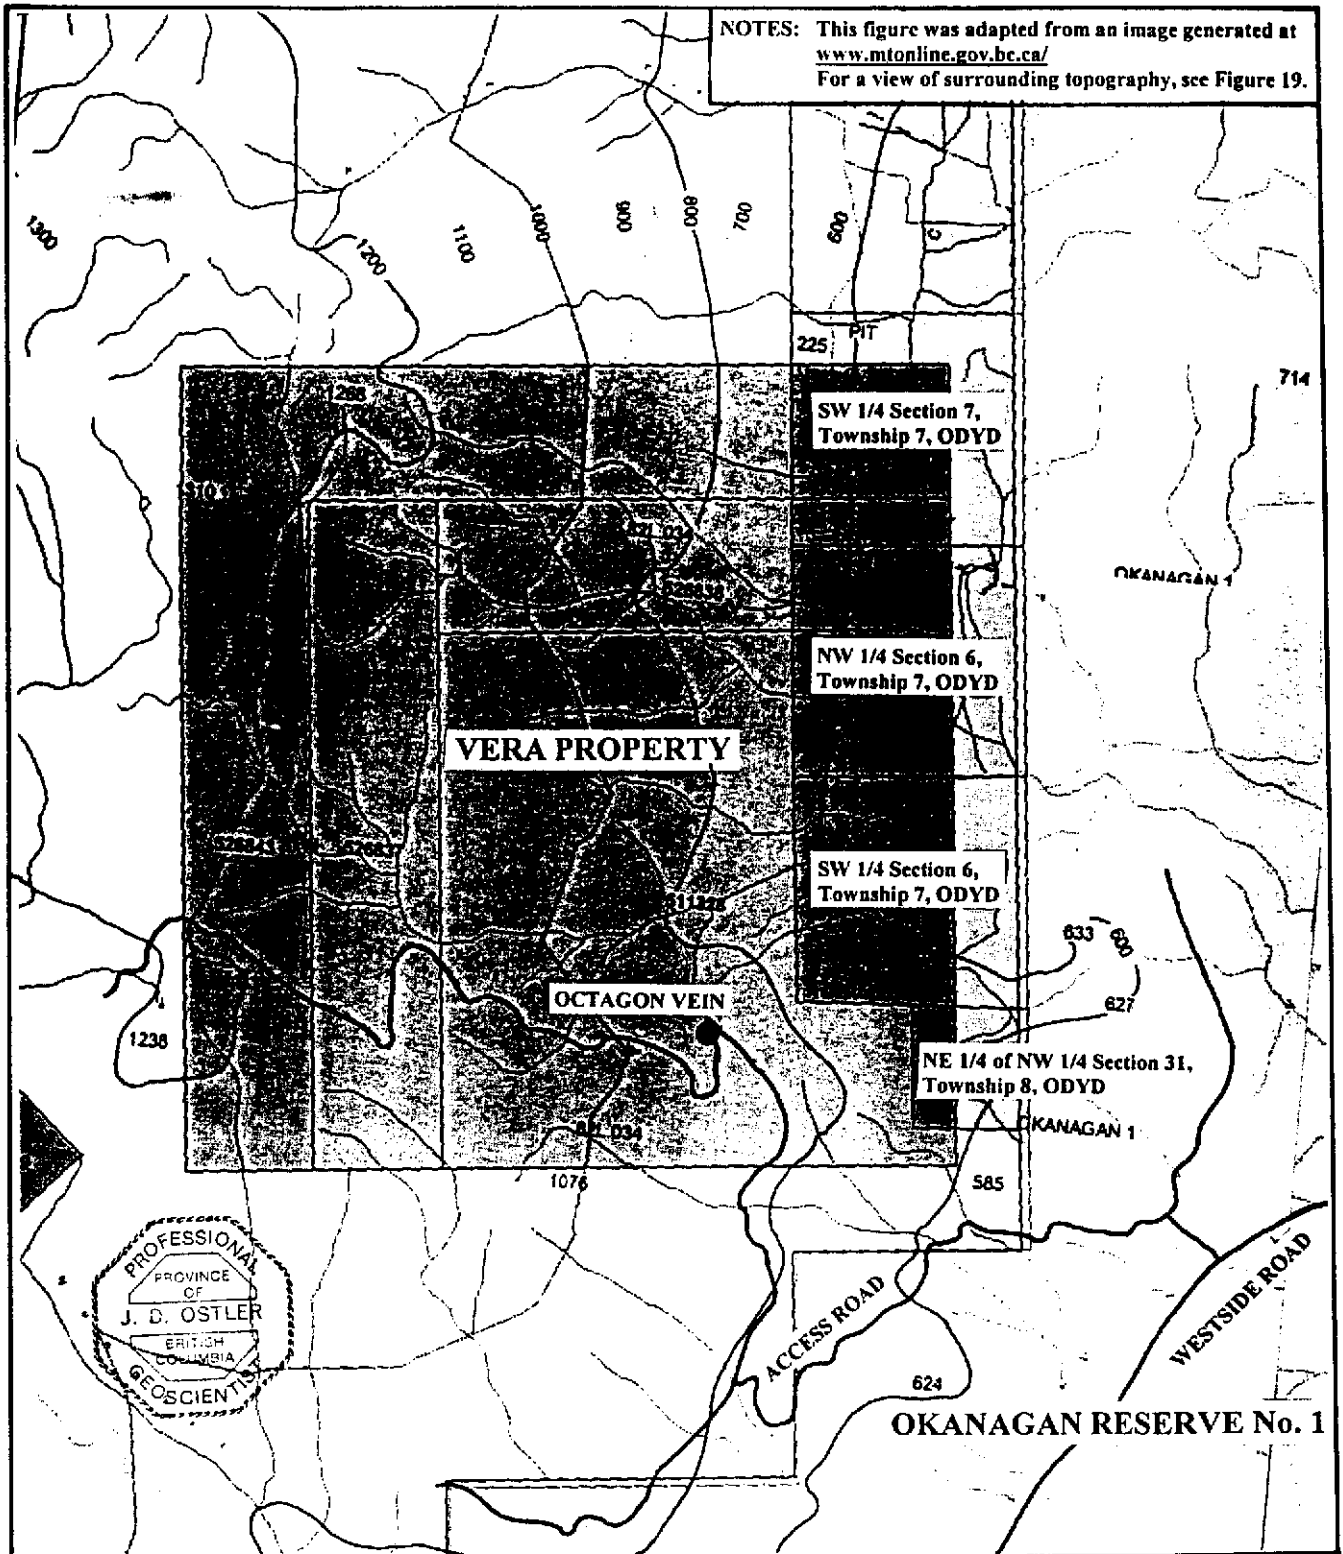 NOTES: This figure was adapted from an image generated at
www.mtonline.gov.bc.ca/
For a view of surrounding topography, see Figure 19.
1300
1200
1100
1000
900
800
700
600
C
PIT
225
714
266
SW 1/4 Section 7,
Township 7, ODYD
OKANAGAN 1
NW 1/4 Section 6,
Township 7, ODYD
VERA PROPERTY
526843
SW 1/4 Section 6,
Township 7, ODYD
633
600
627
OCTAGON VEIN
1238
NE 1/4 of NW 1/4 Section 31,
Township 8, ODYD
OKANAGAN 1
1076
585
PROFESSIONAL
PROVINCE
OF
J. D. OSTLER
BRITISH
COLUMBIA
GEOSCIENTIST
ACCESS ROAD
WESTSIDE ROAD
624
OKANAGAN RESERVE No. 1